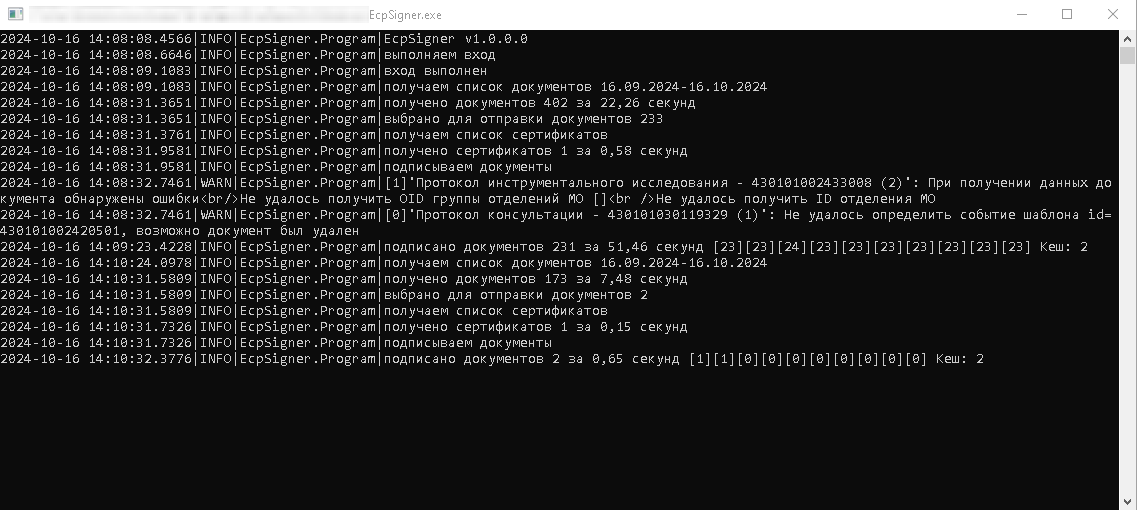 EcpSigner.exe
2024-10-16 14:08:08.4566|INFO|EcpSigner.Program|EcpSigner v1.0.0.0
2024-10-16 14:08:08.6646|INFO|EcpSigner.Program|выполняем вход
2024-10-16 14:08:09.1083|INFO|EcpSigner.Program|вход выполнен
2024-10-16 14:08:09.1083|INFO|EcpSigner.Program|получаем список документов 16.09.2024-16.10.2024
2024-10-16 14:08:31.3651|INFO|EcpSigner.Program|получено документов 402 за 22,26 секунд
2024-10-16 14:08:31.3651|INFO|EcpSigner.Program|выбрано для отправки документов 233
2024-10-16 14:08:31.3761|INFO|EcpSigner.Program|получаем список сертификатов
2024-10-16 14:08:31.9581|INFO|EcpSigner.Program|получено сертификатов 1 за 0,58 секунд
2024-10-16 14:08:31.9581|INFO|EcpSigner.Program|подписываем документы
2024-10-16 14:08:32.7461|WARN|EcpSigner.Program|[1]'Протокол инструментального исследования - 430101002433008 (2)': При получении данных до
кумента обнаружены ошибки<br/>Не удалось получить OID группы отделений МО []<br />Не удалось получить ID отделения МО
2024-10-16 14:08:32.7461|WARN|EcpSigner.Program|[0]'Протокол консультации - 430101030119329 (1)': Не удалось определить событие шаблона id=
430101002420501, возможно документ был удален
2024-10-16 14:09:23.4228|INFO|EcpSigner.Program|подписано документов 231 за 51,46 секунд [23][23][24][23][23][23][23][23][23][23] Кеш: 2
2024-10-16 14:10:24.0978|INFO|EcpSigner.Program|получаем список документов 16.09.2024-16.10.2024
2024-10-16 14:10:31.5809|INFO|EcpSigner.Program|получено документов 173 за 7,48 секунд
2024-10-16 14:10:31.5809|INFO|EcpSigner.Program|выбрано для отправки документов 2
2024-10-16 14:10:31.5809|INFO|EcpSigner.Program|получаем список сертификатов
2024-10-16 14:10:31.7326|INFO|EcpSigner.Program|получено сертификатов 1 за 0,15 секунд
2024-10-16 14:10:31.7326|INFO|EcpSigner.Program|подписываем документы
2024-10-16 14:10:32.3776|INFO|EcpSigner.Program|подписано документов 2 за 0,65 секунд [1][1][0][0][0][0][0][0][0][0] Кеш: 2